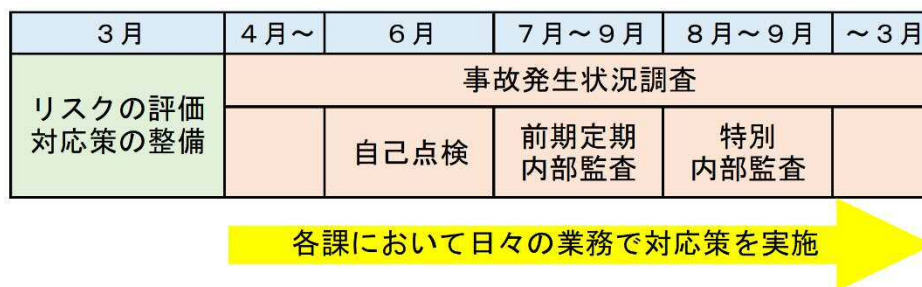 3月 4月~ 6月 7月~9月 8月~9月 ~3月
事故発生状況調査
リスクの評価
対応策の整備
自己点検
前期定期
内部監査
特別
内部監査
各課において日々の業務で対応策を実施